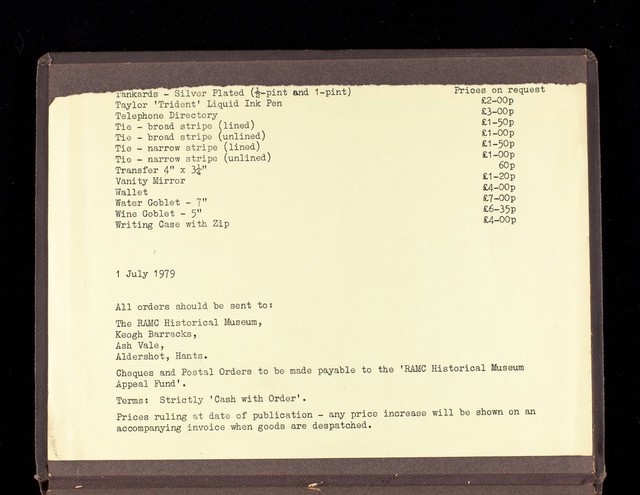 Tankards - Silver Plated (½-pint and 1-pint) Prices on request
Taylor 'Trident' Liquid Ink Pen £2-00p
Telephone Directory £3-00p
Tie - broad stripe (lined) £1-50p
Tie - broad stripe (unlined) £1-00p
Tie - narrow stripe (lined) £1-50p
Tie - narrow stripe (unlined) £1-00p
Transfer 4" x 3¼" 60p
Vanity Mirror £1-20p
Wallet £4-00p
Water Goblet - 7" £7-00p
Wine Goblet - 5" £6-35p
Writing Case with Zip £4-00p
1 July 1979
All orders should be sent to:
The RAMC Historical Museum,
Keogh Barracks,
Ash Vale,
Aldershot, Hants.
Cheques and Postal Orders to be made payable to the 'RAMC Historical Museum
Appeal Fund'.
Terms: Strictly 'Cash with Order'.
Prices ruling at date of publication - any price increase will be shown on an
accompanying invoice when goods are despatched.